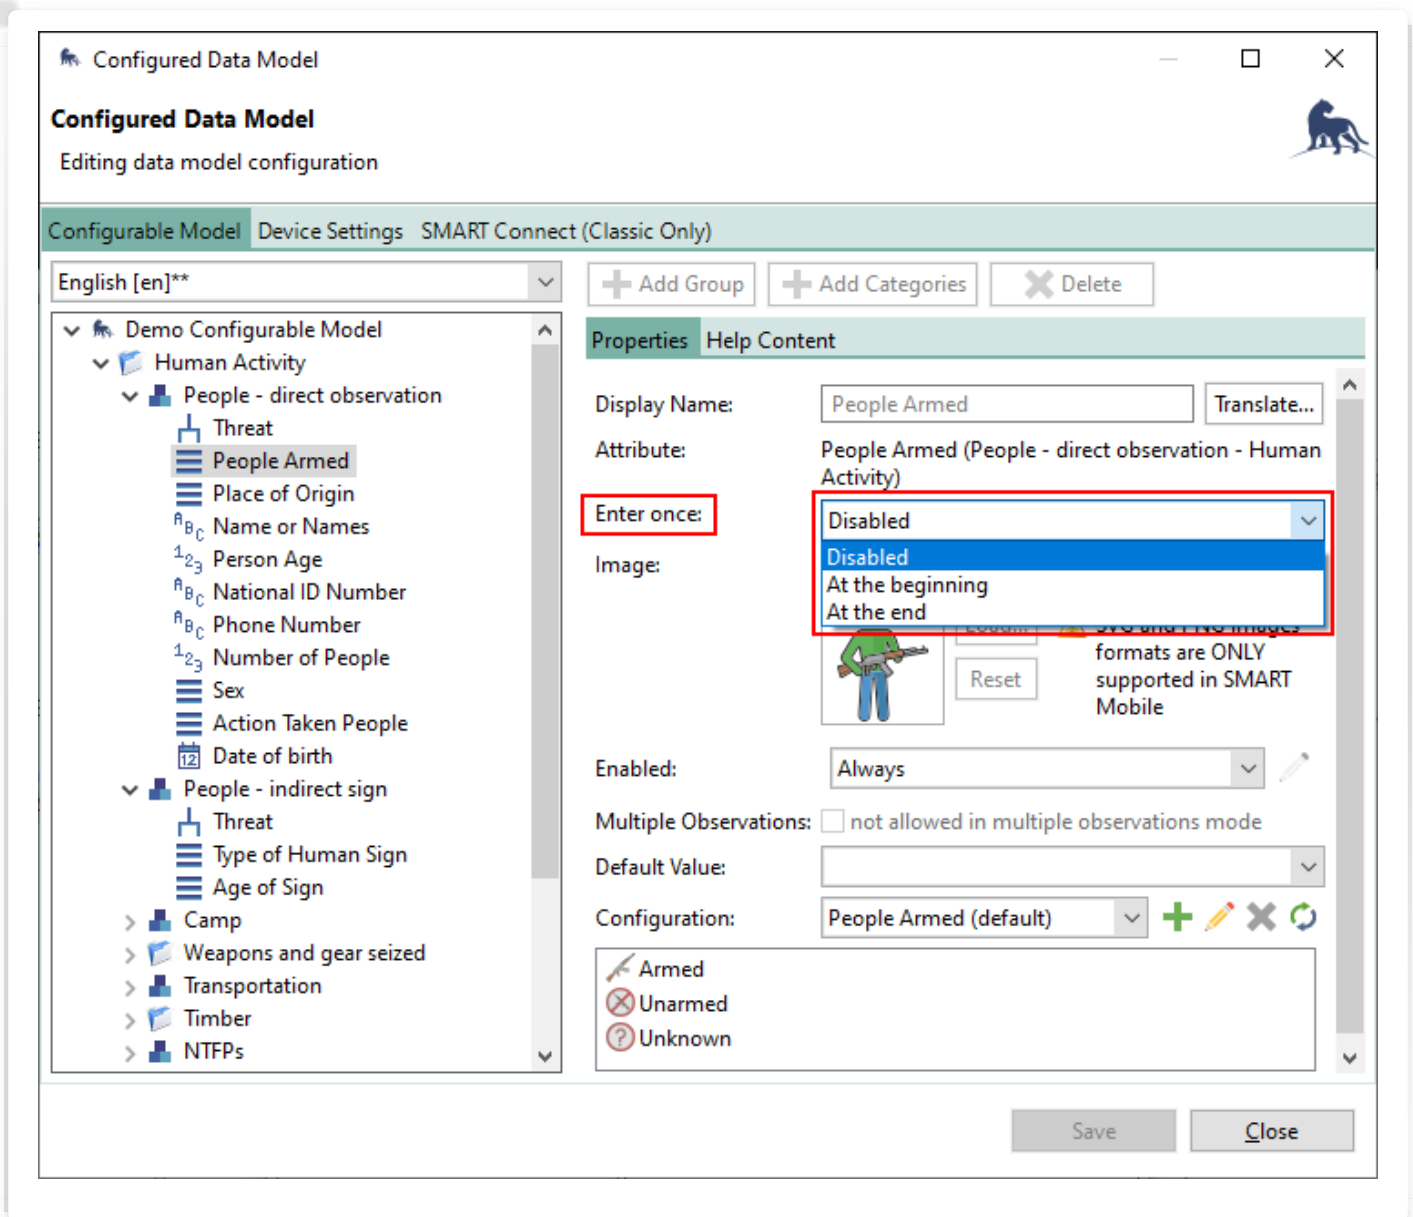 Configured Data Model
Configured Data Model
Editing data model configuration
Configurable Model Device Settings SMART Connect (Classic Only)
English [en]**
Add Group Add Categories Delete
Demo Configurable Model
Human Activity
People - direct observation
Threat
People Armed
Place of Origin
Name or Names
Person Age
National ID Number
Phone Number
Number of People
Sex
Action Taken People
Date of birth
People - indirect sign
Threat
Type of Human Sign
Age of Sign
Camp
Weapons and gear seized
Transportation
Timber
NTFPs
Properties Help Content
Display Name: People Armed Translate...
Attribute: People Armed (People - direct observation - Human
Activity)
Enter once: Disabled
Disabled
At the beginning
At the end
Image:
Load... SVG and PNG images
formats are ONLY
Reset supported in SMART
Mobile
Enabled: Always
Multiple Observations: not allowed in multiple observations mode
Default Value:
Configuration: People Armed (default)
Armed
Unarmed
Unknown
Save Close